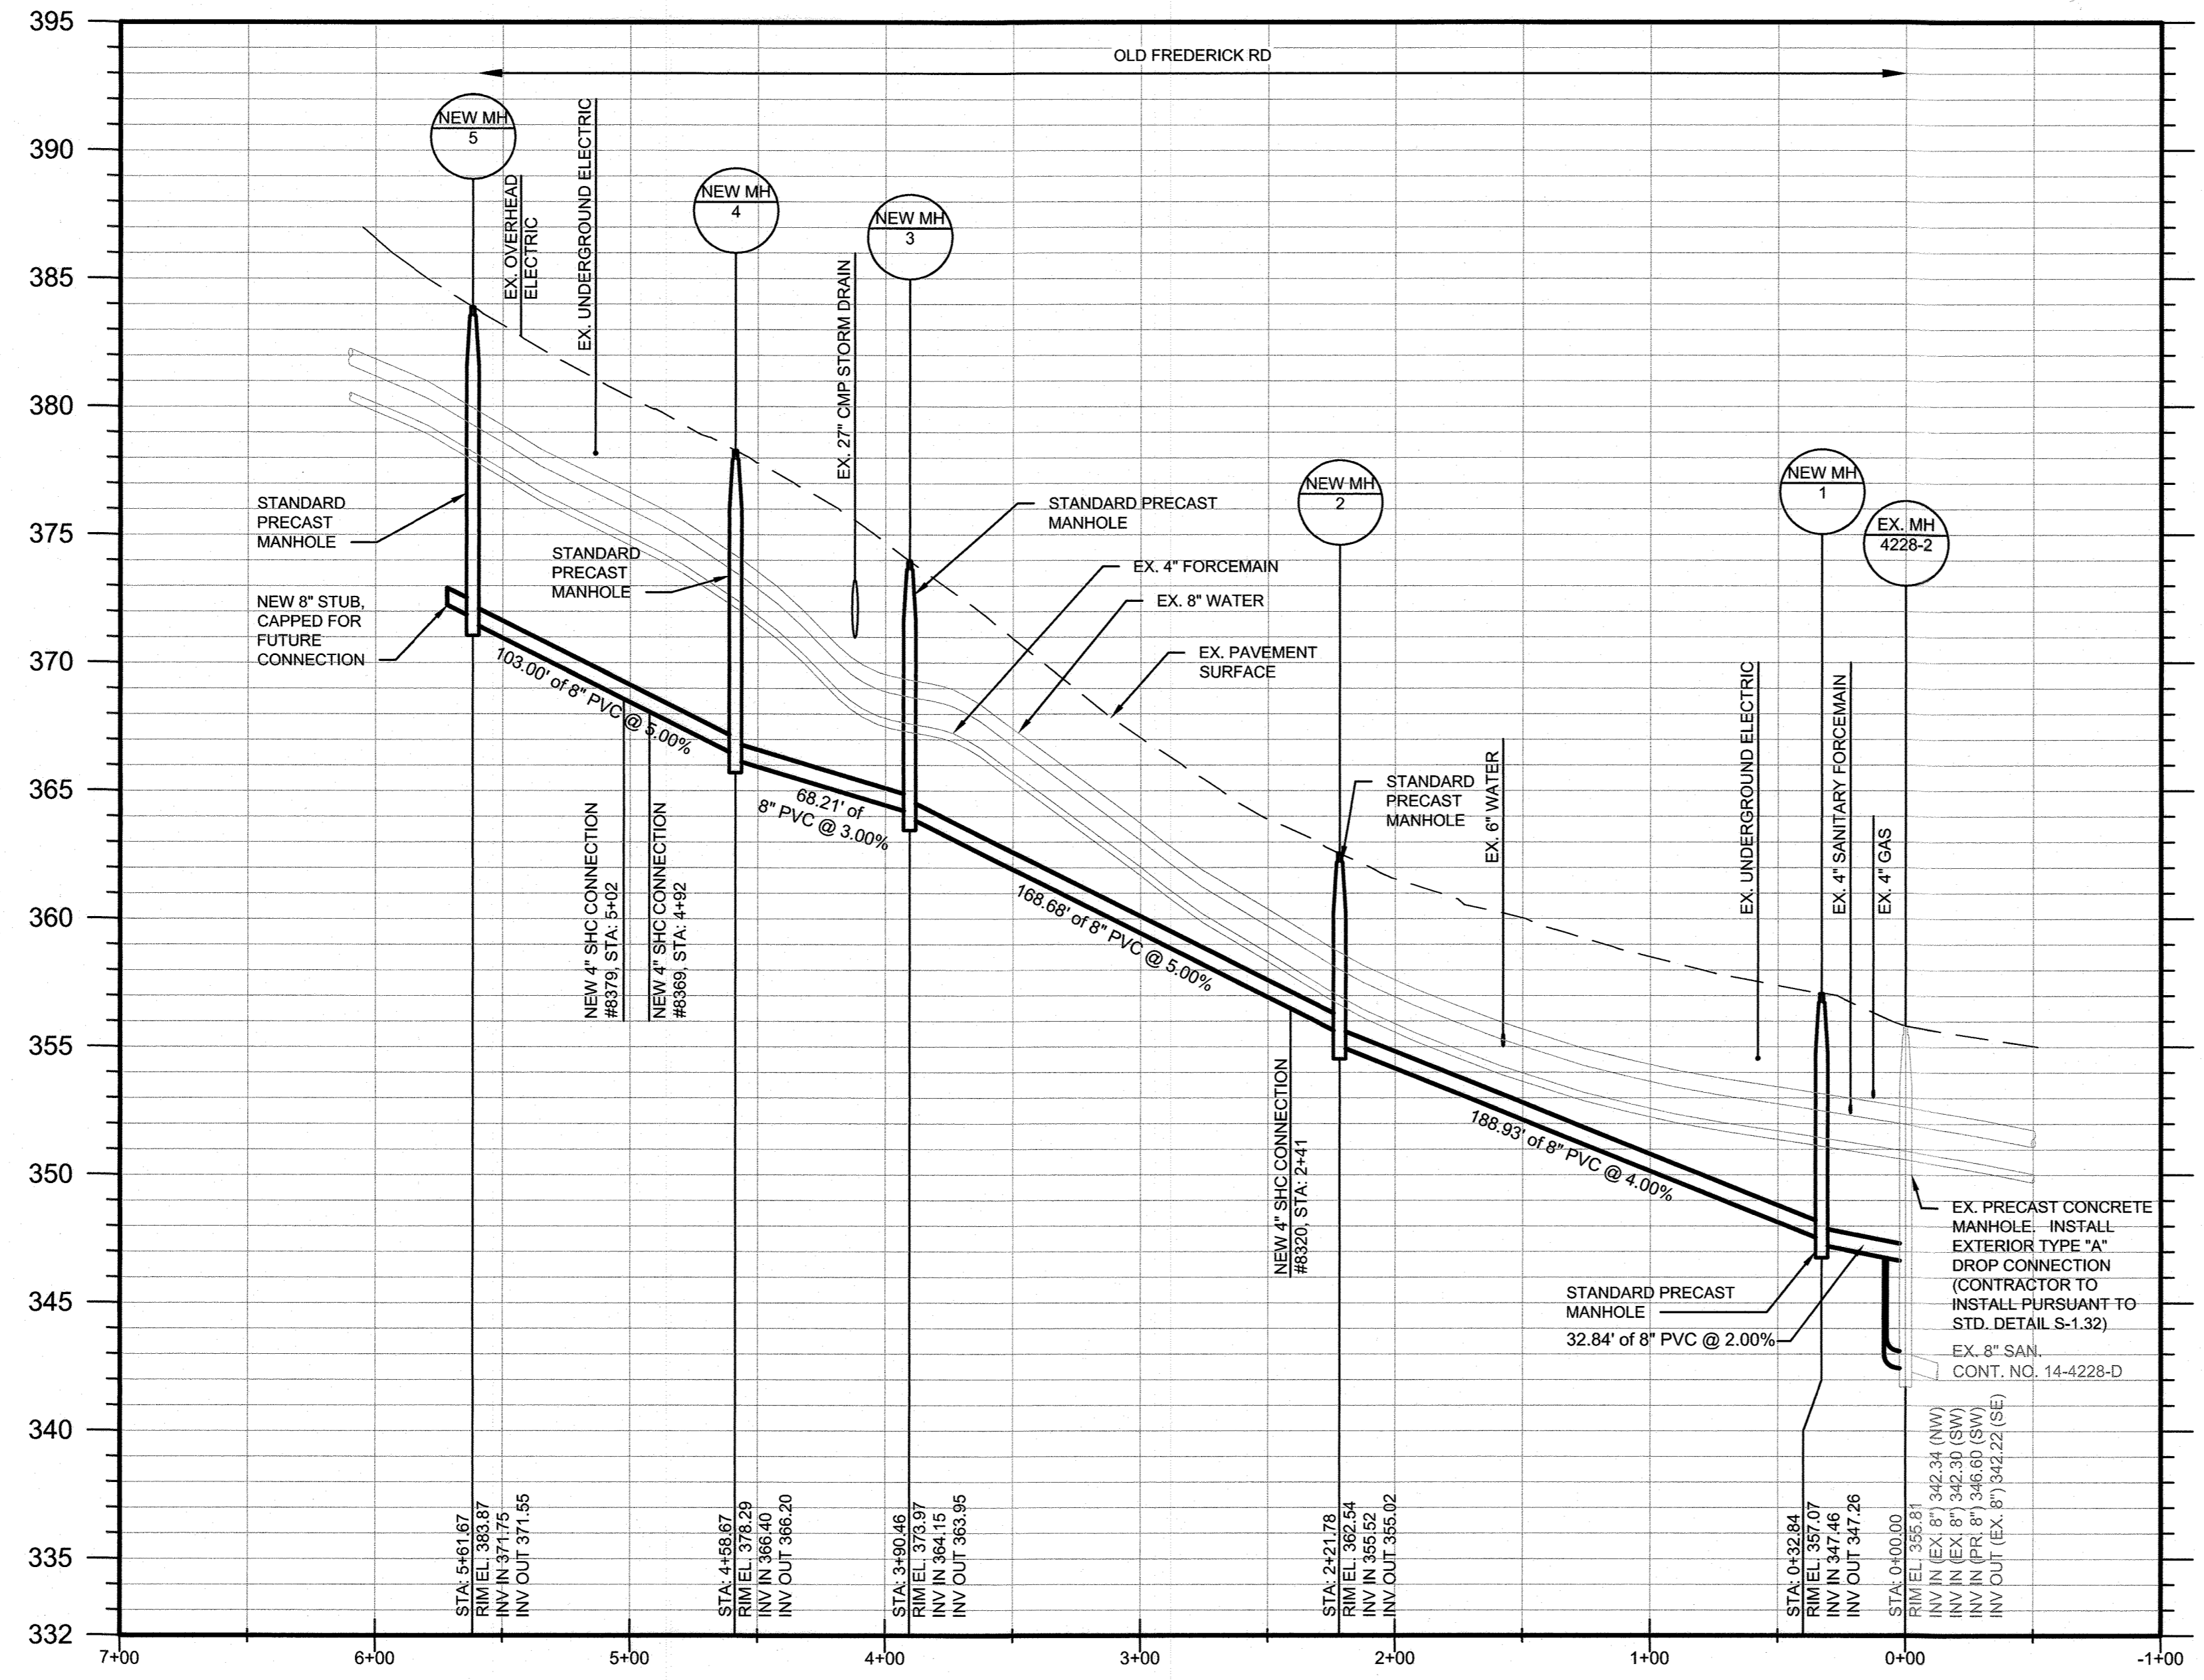 395
390
385
380
375
370
365
360
355
350
345
340
335
332
OLD FREDERICK RD
NEW MH
5
NEW MH
4
NEW MH
3
NEW MH
2
NEW MH
1
EX. MH
4228-2
EX. OVERHEAD
ELECTRIC
EX. UNDERGROUND ELECTRIC
EX. 27" CMP STORM DRAIN
STANDARD
PRECAST
MANHOLE
NEW 8" STUB,
CAPPED FOR
FUTURE
CONNECTION
STANDARD
PRECAST
MANHOLE
STANDARD PRECAST
MANHOLE
EX. 4" FORCEMAIN
EX. 8" WATER
EX. PAVEMENT
SURFACE
STANDARD
PRECAST
MANHOLE
EX. 6" WATER
EX. UNDERGROUND ELECTRIC
EX. 4" SANITARY FORCEMAIN
EX. 4" GAS
103.00' of 8" PVC @ 5.00%
68.21' of
8" PVC @ 3.00%
168.68' of 8" PVC @ 5.00%
188.93' of 8" PVC @ 4.00%
NEW 4" SHC CONNECTION
#8379, STA: 5+02
NEW 4" SHC CONNECTION
#8369, STA: 4+92
NEW 4" SHC CONNECTION
#8320, STA: 2+41
STANDARD PRECAST
MANHOLE
32.84' of 8" PVC @ 2.00%
EX. PRECAST CONCRETE
MANHOLE. INSTALL
EXTERIOR TYPE "A"
DROP CONNECTION
(CONTRACTOR TO
INSTALL PURSUANT TO
STD. DETAIL S-1.32)
EX. 8" SAN.
CONT. NO. 14-4228-D
STA: 5+61.67
RIM EL. 383.87
INV IN 371.75
INV OUT 371.55
STA: 4+58.67
RIM EL. 378.29
INV IN 366.40
INV OUT 366.20
STA: 3+90.46
RIM EL. 373.97
INV IN 364.15
INV OUT 363.95
STA: 2+21.78
RIM EL. 362.54
INV IN 355.52
INV OUT 355.02
STA: 0+32.84
RIM EL. 357.07
INV IN 347.46
INV OUT 347.26
STA: 0+00.00
RIM EL. 355.81
INV IN (EX. 8") 342.34 (NW)
INV IN (EX. 8") 342.30 (SW)
INV IN (PR. 8") 346.60 (SW)
INV OUT (EX. 8") 342.22 (SE)
7+00
6+00
5+00
4+00
3+00
2+00
1+00
0+00
-1+00